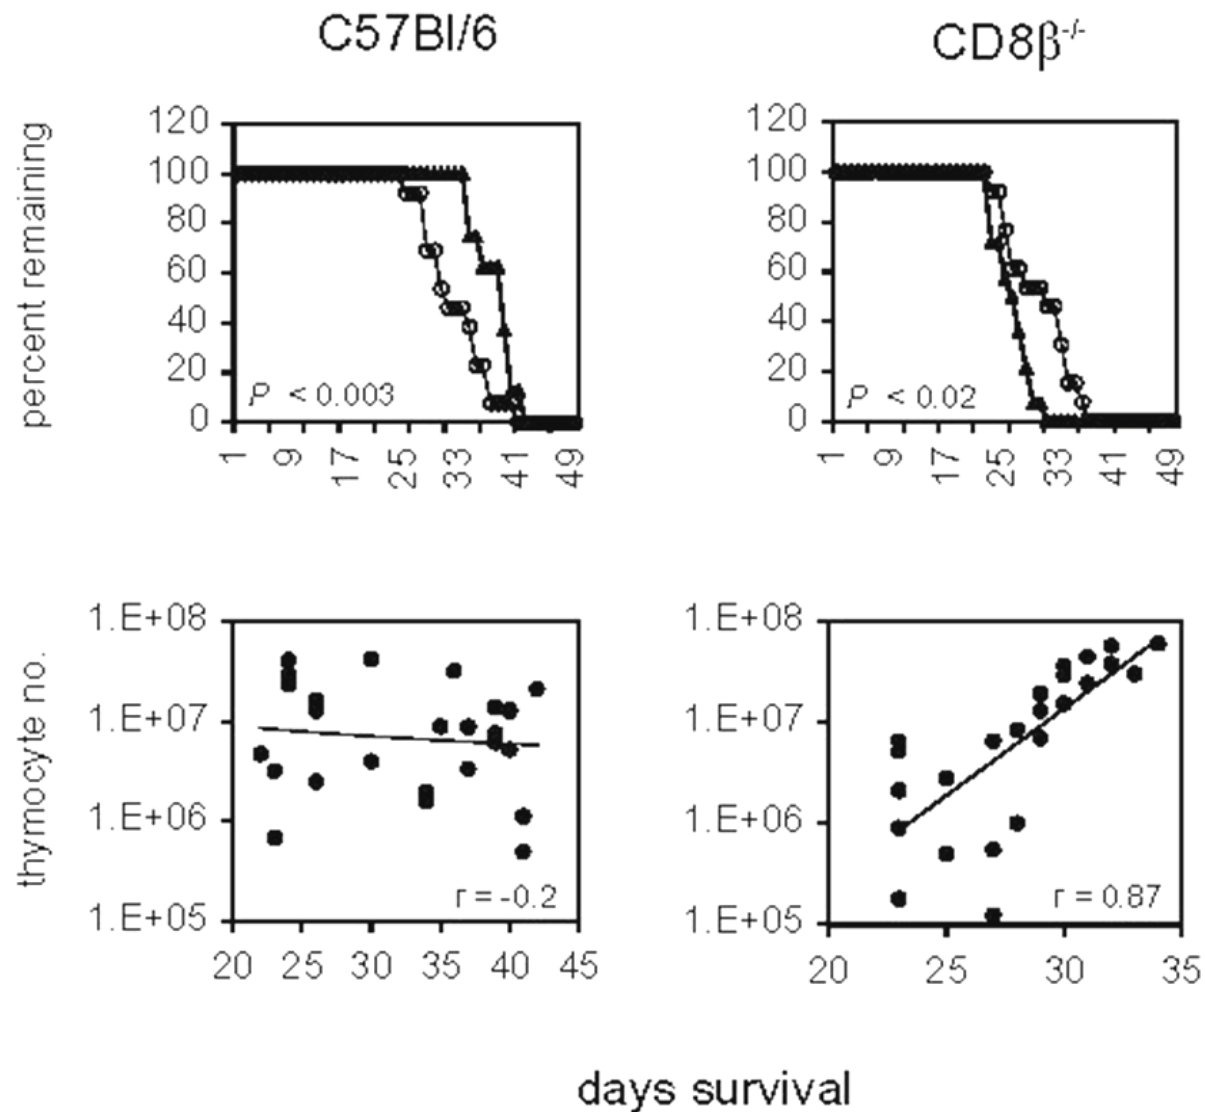 C57Bl/6
CD8β-/-
percent remaining
120
100
80
60
40
20
0
P < 0.003
1 9 17 25 33 41 49
120
100
80
60
40
20
0
P < 0.02
1 9 17 25 33 41 49
thymocyte no.
1.E+08
1.E+07
1.E+06
1.E+05
r = -0.2
20 25 30 35 40 45
1.E+08
1.E+07
1.E+06
1.E+05
r = 0.87
20 25 30 35
days survival